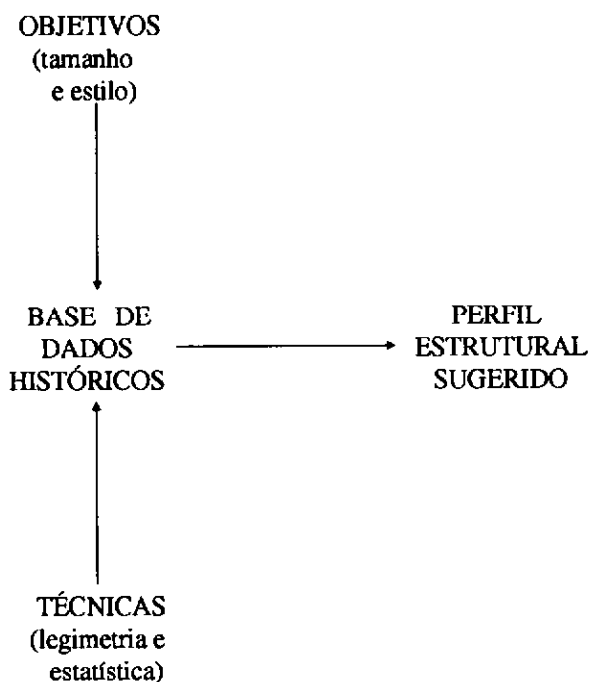 OBJETIVOS
(tamanho
e estilo)
BASE DE
DADOS
HISTÓRICOS
PERFIL
ESTRUTURAL
SUGERIDO
TÉCNICAS
(legimetria e
estatística)